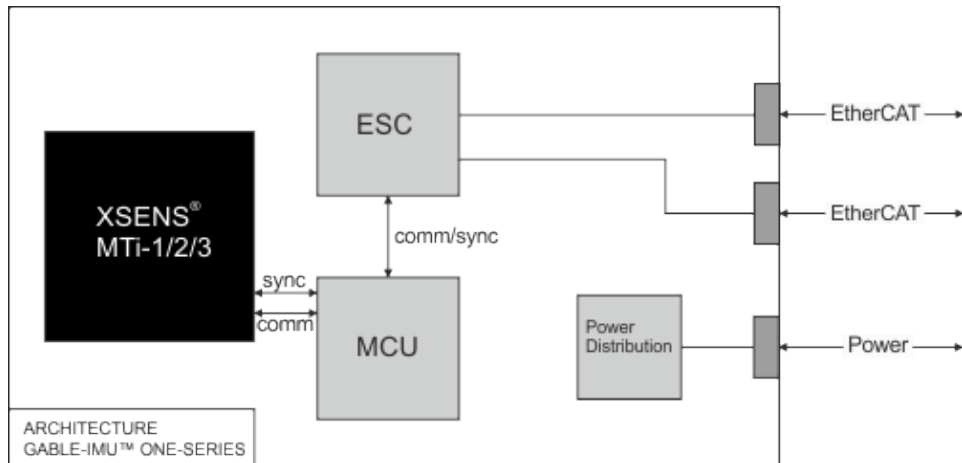 ESC
EtherCAT
XSENS®
MTi-1/2/3
EtherCAT
comm/sync
sync
comm
MCU
Power
Distribution
Power
ARCHITECTURE
GABLE-IMU™ ONE-SERIES